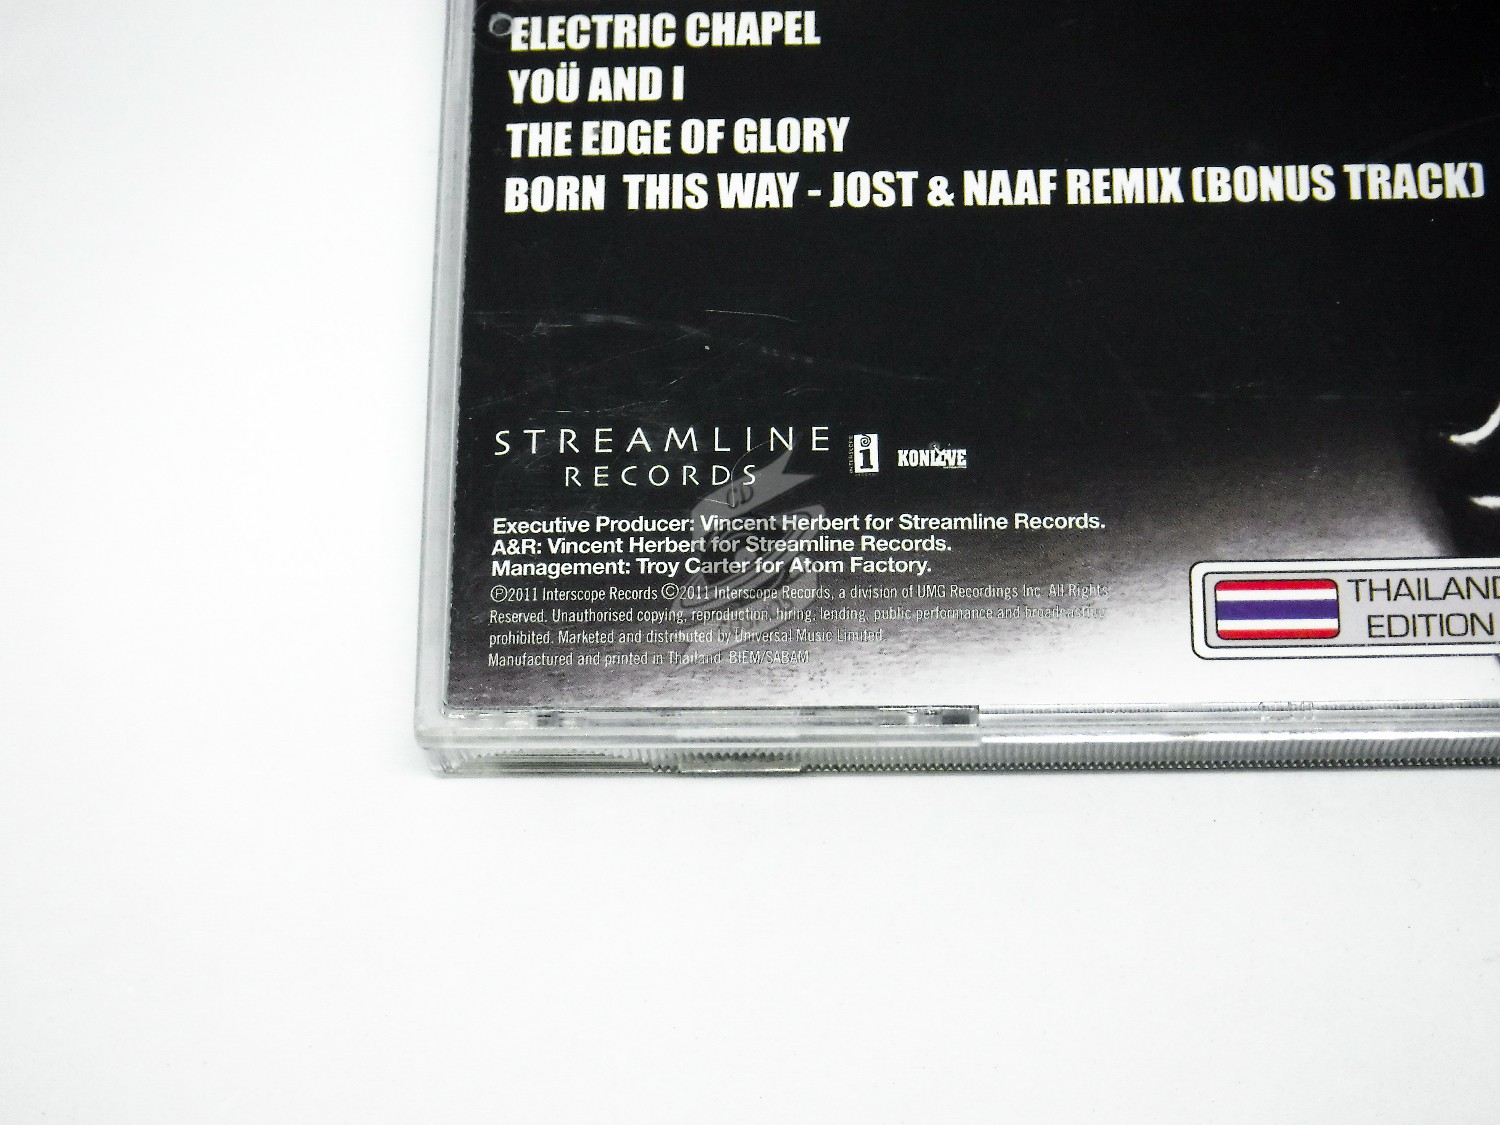 ELECTRIC CHAPEL
YOÜ AND I
THE EDGE OF GLORY
BORN THIS WAY - JOST & NAAF REMIX (BONUS TRACK)
STREAMLINE
RECORDS
INTERSCOPE
i
KONLIVE
Executive Producer: Vincent Herbert for Streamline Records.
A&R: Vincent Herbert for Streamline Records.
Management: Troy Carter for Atom Factory.
℗2011 Interscope Records ©2011 Interscope Records, a division of UMG Recordings Inc. All Rights
Reserved. Unauthorised copying, reproduction, hiring, lending, public performance and broadcasting
prohibited. Marketed and distributed by Universal Music Limited.
Manufactured and printed in Thailand. BIEM/SABAM
THAILAND
EDITION
CD